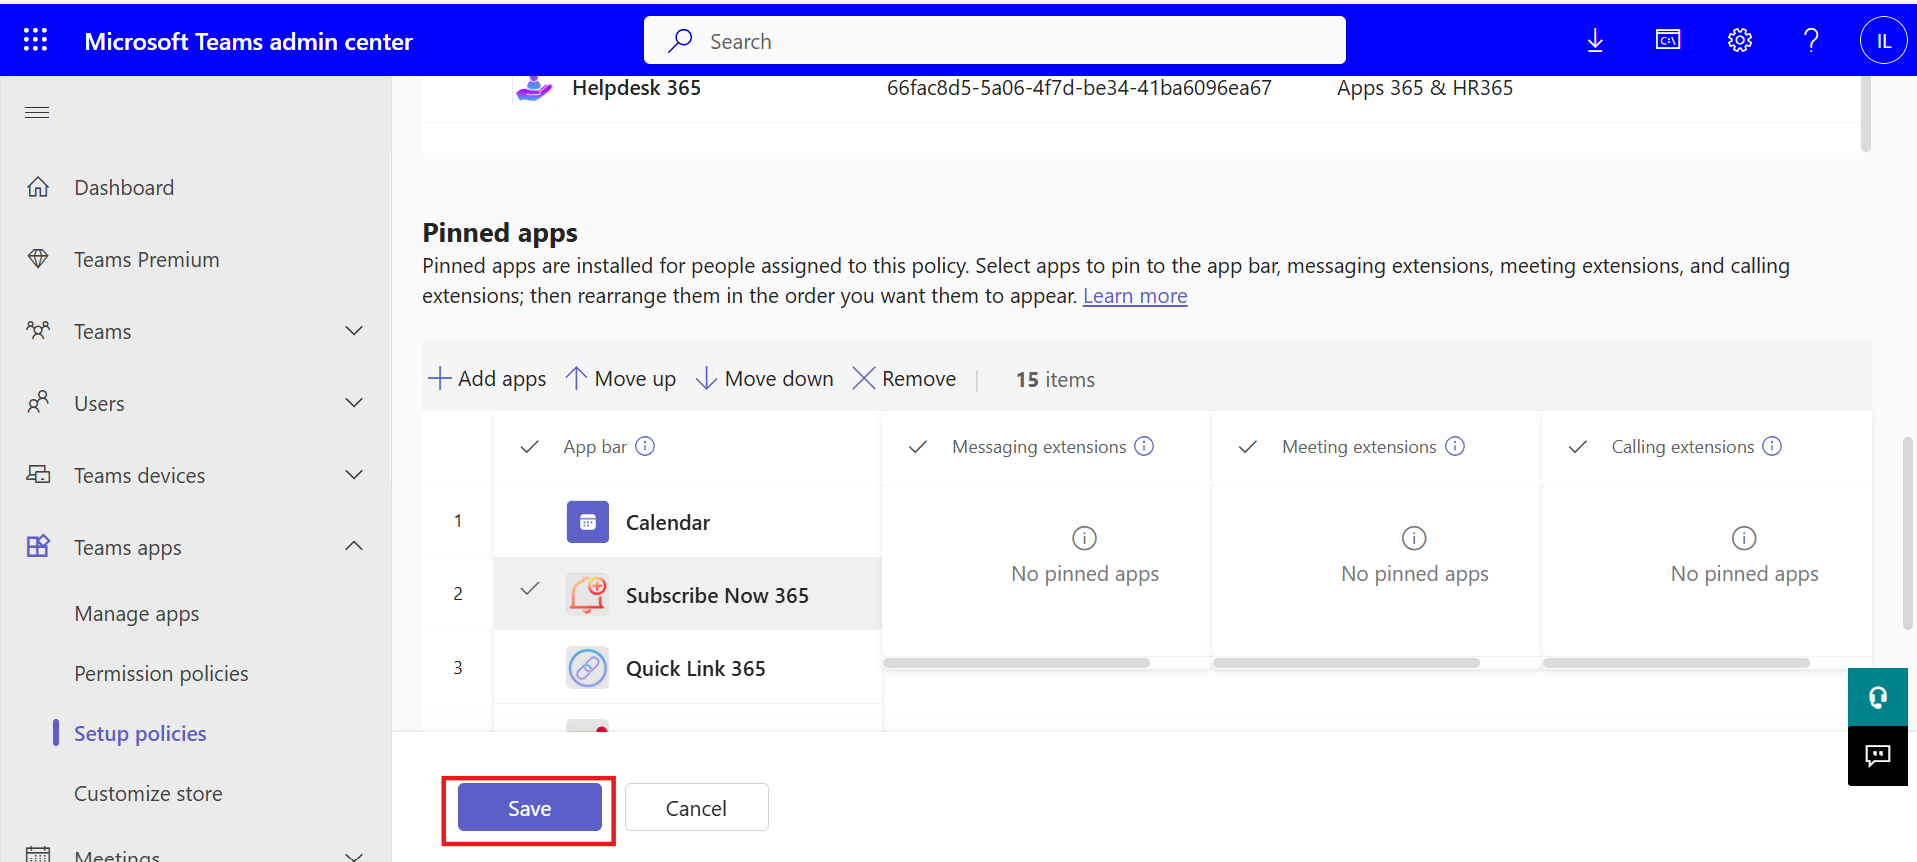 Microsoft Teams admin center
Search
IL
Helpdesk 365 66fac8d5-5a06-4f7d-be34-41ba6096ea67 Apps 365 & HR365
Dashboard
Teams Premium
Teams
Users
Teams devices
Teams apps
Manage apps
Permission policies
Setup policies
Customize store
Meetings
Pinned apps
Pinned apps are installed for people assigned to this policy. Select apps to pin to the app bar, messaging extensions, meeting extensions, and calling
extensions; then rearrange them in the order you want them to appear. Learn more
Add apps Move up Move down Remove | 15 items
App bar Messaging extensions Meeting extensions Calling extensions
1 Calendar
No pinned apps No pinned apps No pinned apps
2 Subscribe Now 365
3 Quick Link 365
Save Cancel